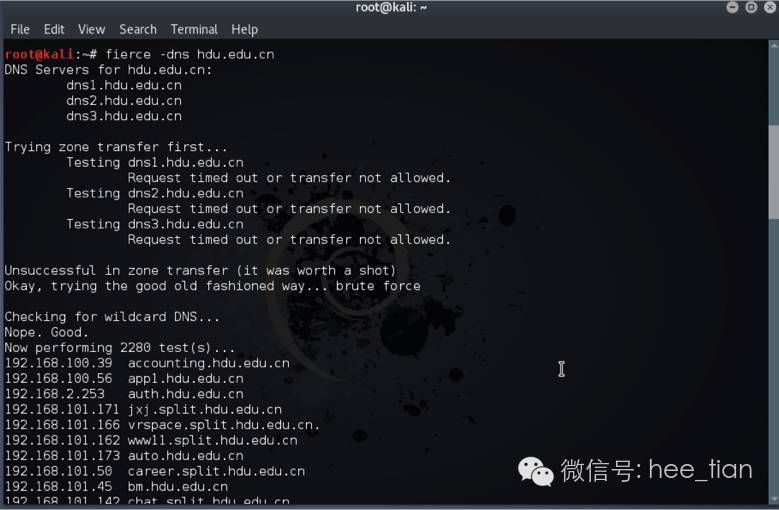 root@kali: ~
File Edit View Search Terminal Help
root@kali:~# fierce -dns hdu.edu.cn
DNS Servers for hdu.edu.cn:
dns1.hdu.edu.cn
dns2.hdu.edu.cn
dns3.hdu.edu.cn
Trying zone transfer first...
Testing dns1.hdu.edu.cn
Request timed out or transfer not allowed.
Testing dns2.hdu.edu.cn
Request timed out or transfer not allowed.
Testing dns3.hdu.edu.cn
Request timed out or transfer not allowed.
Unsuccessful in zone transfer (it was worth a shot)
Okay, trying the good old fashioned way... brute force
Checking for wildcard DNS...
Nope. Good.
Now performing 2280 test(s)...
192.168.100.39 accounting.hdu.edu.cn
192.168.100.56 app1.hdu.edu.cn
192.168.2.253 auth.hdu.edu.cn
192.168.101.171 jxj.split.hdu.edu.cn
192.168.101.166 vrspace.split.hdu.edu.cn.
192.168.101.162 www11.split.hdu.edu.cn
192.168.101.173 auto.hdu.edu.cn
192.168.101.50 career.split.hdu.edu.cn
192.168.101.45 bm.hdu.edu.cn
192.168.101.142 chat.split.hdu.edu.cn
微信号: hee_tian